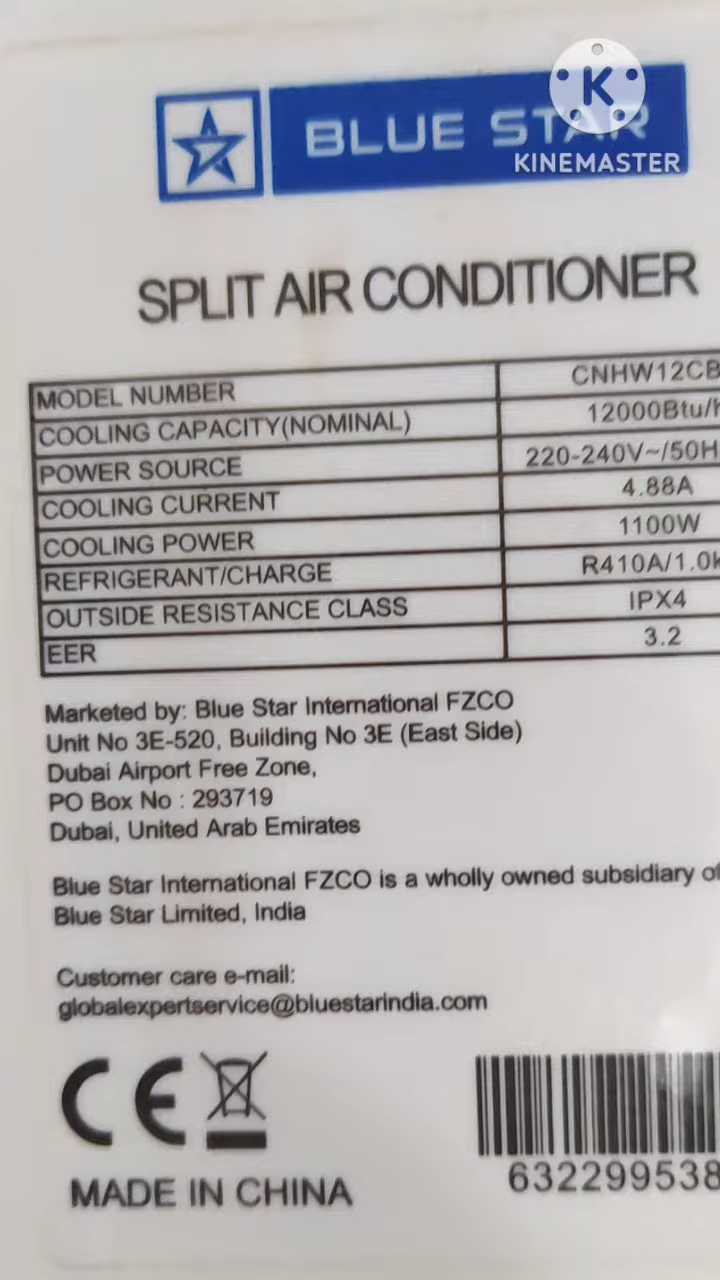 BLUE STAR
KINEMASTER
SPLIT AIR CONDITIONER
MODEL NUMBER CNHW12CB
COOLING CAPACITY(NOMINAL) 12000Btu/h
POWER SOURCE 220-240V~/50H
COOLING CURRENT 4.88A
COOLING POWER 1100W
REFRIGERANT/CHARGE R410A/1.0k
OUTSIDE RESISTANCE CLASS IPX4
EER 3.2
Marketed by: Blue Star International FZCO
Unit No 3E-520, Building No 3E (East Side)
Dubai Airport Free Zone,
PO Box No : 293719
Dubai, United Arab Emirates
Blue Star International FZCO is a wholly owned subsidiary of
Blue Star Limited, India
Customer care e-mail:
globalexpertservice@bluestarindia.com
CE
MADE IN CHINA
632299538